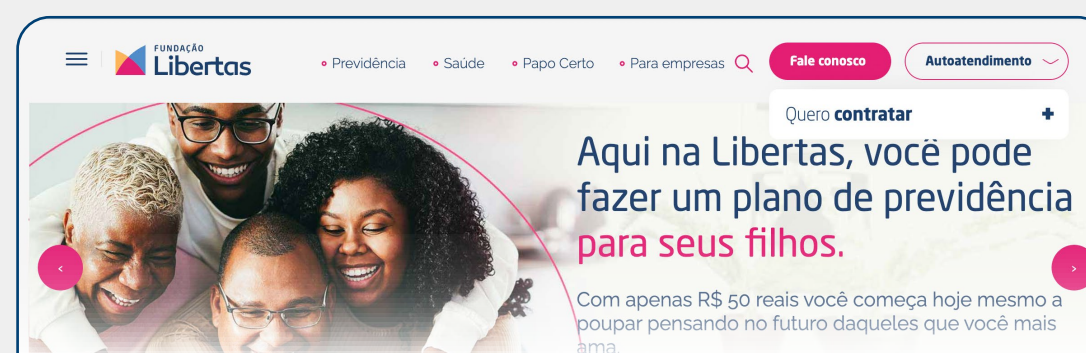 FUNDAÇÃO
Libertas
Previdência
Saúde
Papo Certo
Para empresas
Fale conosco
Autoatendimento
Quero contratar +
Aqui na Libertas, você pode
fazer um plano de previdência
para seus filhos.
Com apenas R$ 50 reais você começa hoje mesmo a
poupar pensando no futuro daqueles que você mais
ama.